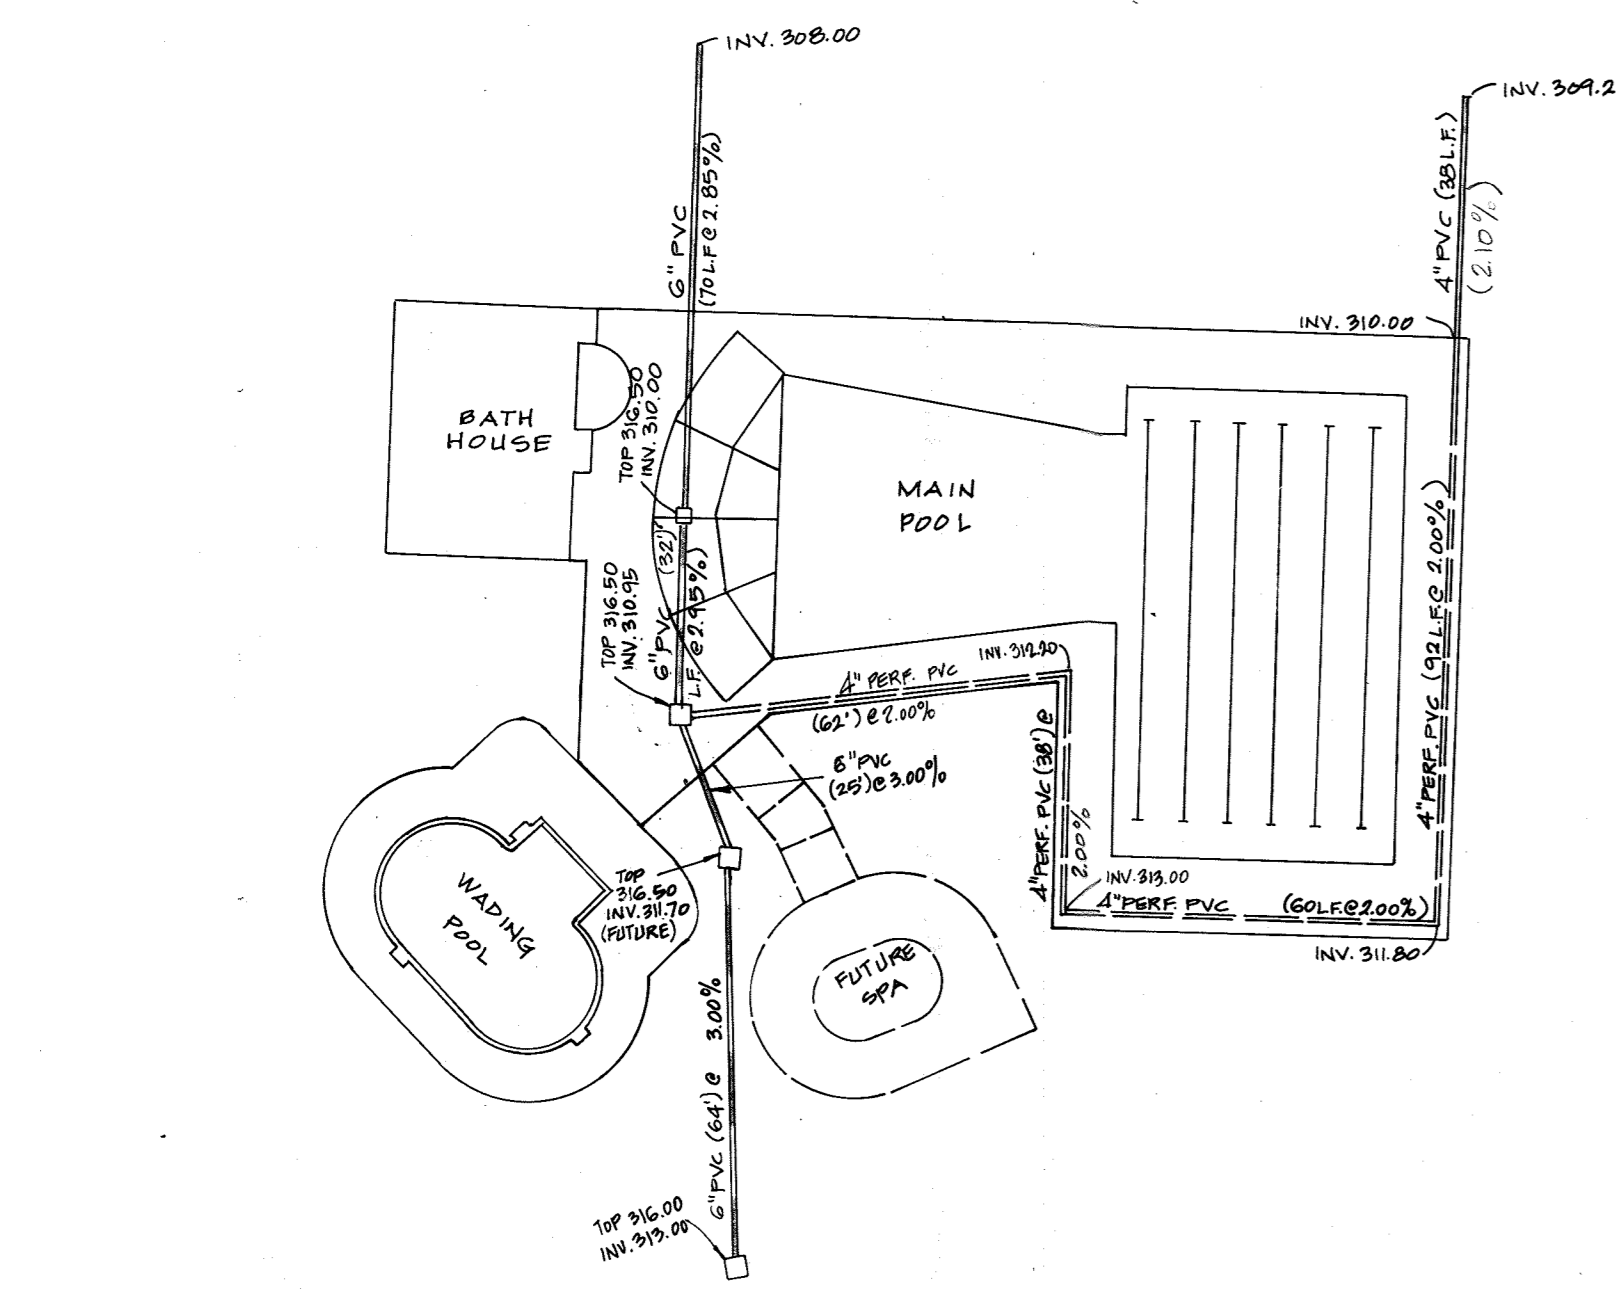 INV. 308.00
INV. 309.2
6" PVC
(70 L.F @ 2.85%)
4" PVC (38 L.F.)
(2.10%)
INV. 310.00
BATH
HOUSE
TOP 316.50
INV. 310.00
MAIN
POOL
(32')
6" PVC
L.F. @ 2.95%)
TOP 316.50
INV. 310.95
4" PERF. PVC (92 L.F. @ 2.00%)
INV. 312.20
4" PERF. PVC
(62') @ 2.00%
4" PERF. PVC (38') @
2.00%
PVC
(25') @ 3.00%
INV. 313.00
4" PERF. PVC
(60 LF. @ 2.00%)
INV. 311.80
TOP
316.50
INV. 311.70
(FUTURE)
WADING
POOL
FUTURE
SPA
6" PVC (64') @ 3.00%
TOP 316.00
INV. 313.00